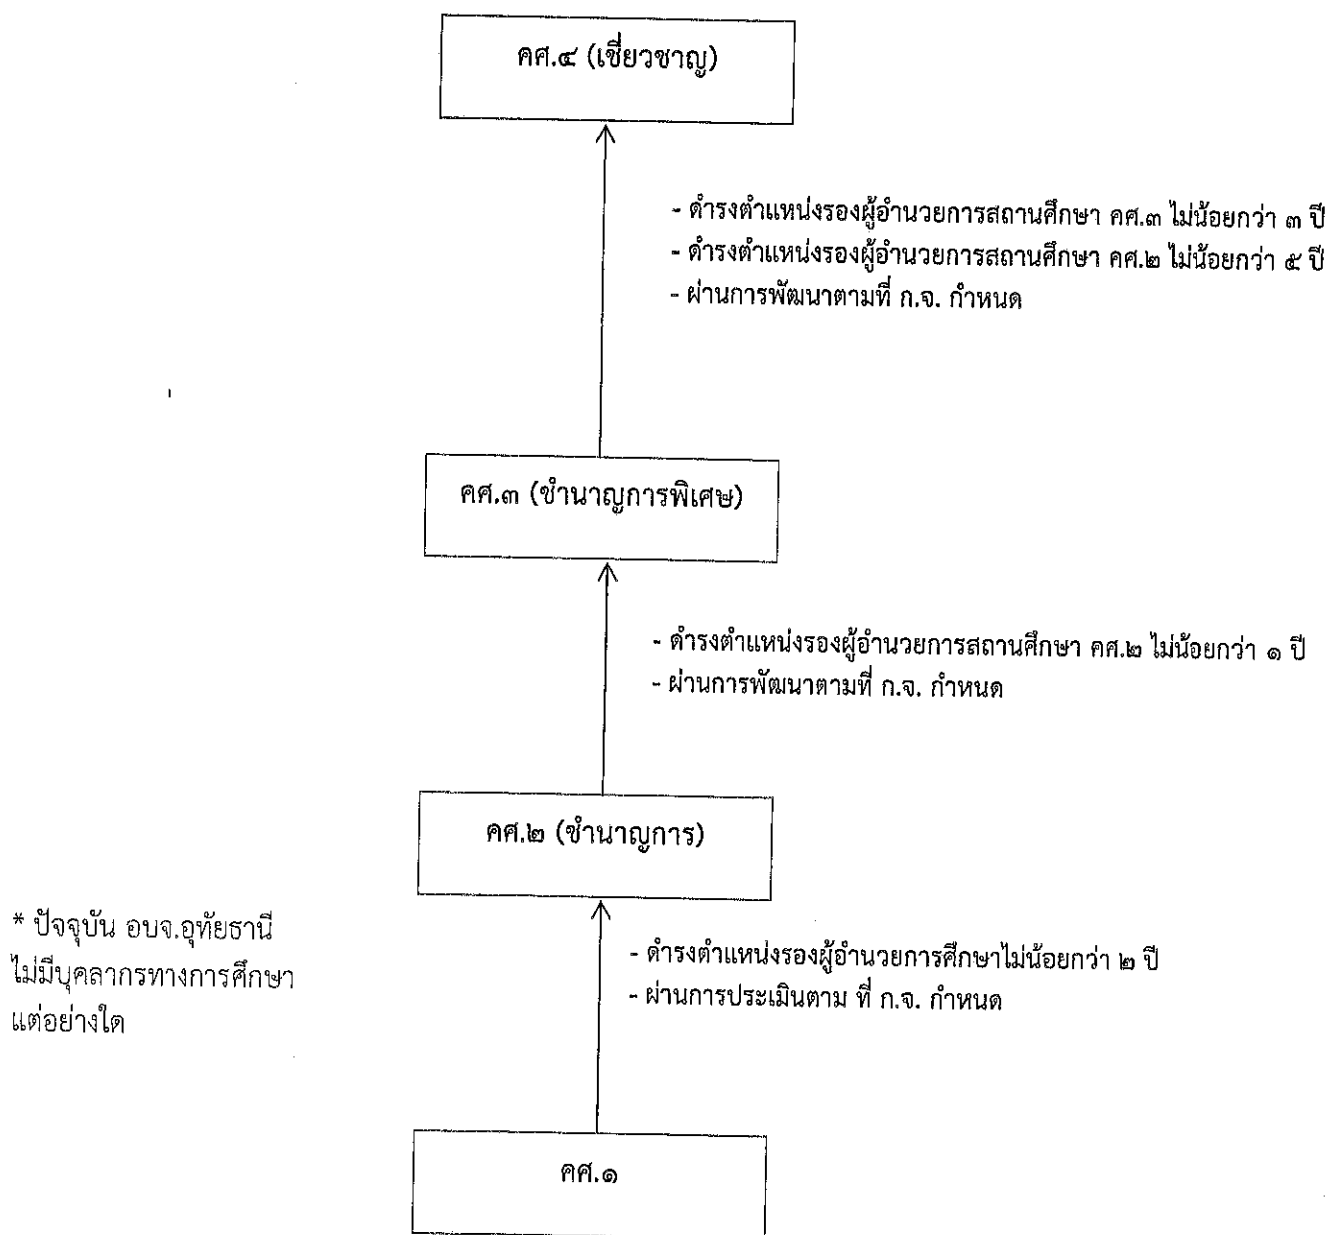 คศ.๔ (เชี่ยวชาญ)
- ดำรงตำแหน่งรองผู้อำนวยการสถานศึกษา คศ.๓ ไม่น้อยกว่า ๓ ปี
- ดำรงตำแหน่งรองผู้อำนวยการสถานศึกษา คศ.๒ ไม่น้อยกว่า ๕ ปี
- ผ่านการพัฒนาตามที่ ก.จ. กำหนด
คศ.๓ (ชำนาญการพิเศษ)
- ดำรงตำแหน่งรองผู้อำนวยการสถานศึกษา คศ.๒ ไม่น้อยกว่า ๑ ปี
- ผ่านการพัฒนาตามที่ ก.จ. กำหนด
คศ.๒ (ชำนาญการ)
* ปัจจุบัน อบจ.อุทัยธานี
ไม่มีบุคลากรทางการศึกษา
แต่อย่างใด
- ดำรงตำแหน่งรองผู้อำนวยการศึกษาไม่น้อยกว่า ๒ ปี
- ผ่านการประเมินตาม ที่ ก.จ. กำหนด
คศ.๑